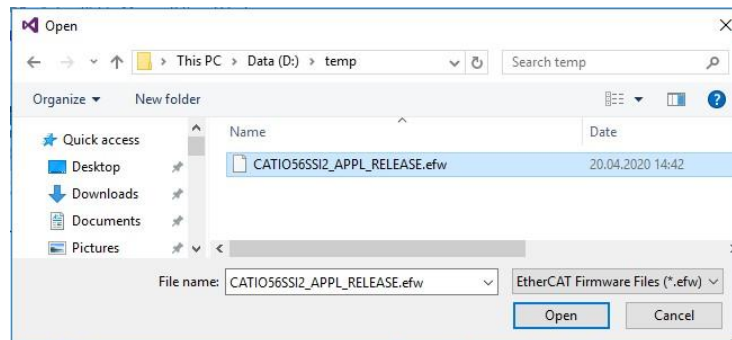 Open
This PC > Data (D:) > temp
Search temp
Organize
New folder
Name
Date
Quick access
Desktop
Downloads
Documents
Pictures
CATIO56SSI2_APPL_RELEASE.efw
20.04.2020 14:42
File name:
CATIO56SSI2_APPL_RELEASE.efw
EtherCAT Firmware Files (*.efw)
Open
Cancel